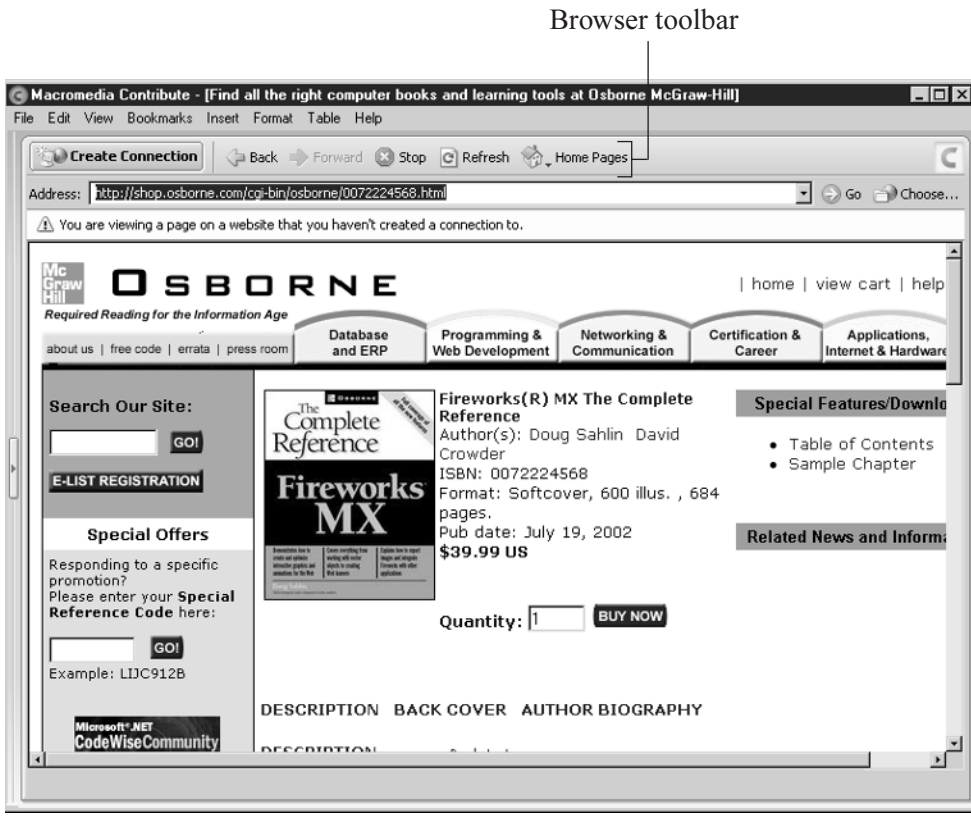 Browser toolbar
Macromedia Contribute - [Find all the right computer books and learning tools at Osborne McGraw-Hill]
File Edit View Bookmarks Insert Format Table Help
Create Connection Back Forward Stop Refresh Home Pages
Address: http://shop.osborne.com/cgi-bin/osborne/0072224568.html Go Choose...
You are viewing a page on a website that you haven't created a connection to.
Mc
Graw
Hill
OSBORNE
| home | view cart | help
Required Reading for the Information Age
about us | free code | errata | press room
Database
and ERP
Programming &
Web Development
Networking &
Communication
Certification &
Career
Applications,
Internet & Hardware
Search Our Site:
GO!
E-LIST REGISTRATION
Special Offers
Responding to a specific
promotion?
Please enter your Special
Reference Code here:
GO!
Example: LIJC912B
Microsoft .NET
CodeWiseCommunity
OSBORNE
The
Complete
Reference
Fireworks
MX
Doug Sahlin
Fireworks(R) MX The Complete
Reference
Author(s): Doug Sahlin David
Crowder
ISBN: 0072224568
Format: Softcover, 600 illus. , 684
pages.
Pub date: July 19, 2002
$39.99 US
Quantity: 1 BUY NOW
Special Features/Downlo
• Table of Contents
• Sample Chapter
Related News and Informa
DESCRIPTION BACK COVER AUTHOR BIOGRAPHY
DESCRIPTION